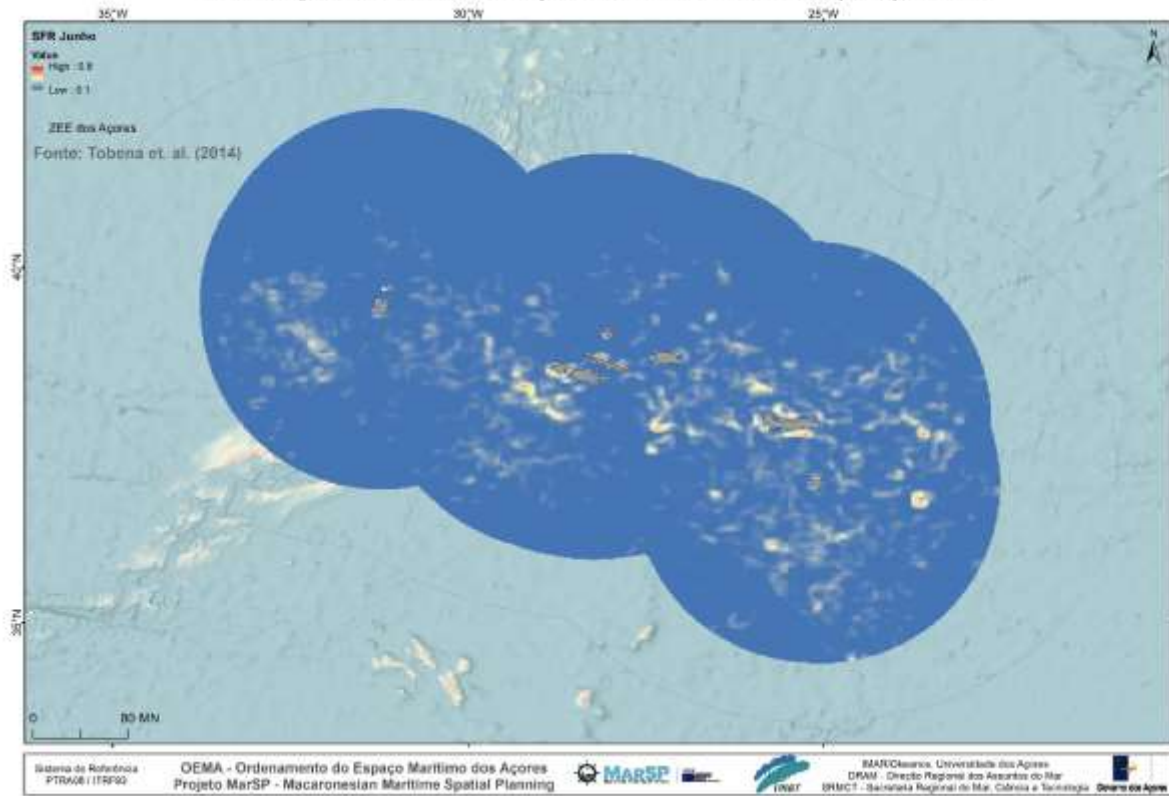 35°W 30°W 25°W
SFR Junho
Value
High : 0.8
Low : 0.1
ZEE dos Açores
Fonte: Tobena et. al. (2014)
N
40°N
35°N
0 80 MN
Sistema de Referência
PTRA08 / ITRF93
OEMA - Ordenamento do Espaço Marítimo dos Açores
Projeto MarSP - Macaronesian Maritime Spatial Planning
MARSP
IMAR/Okeanos, Universidade dos Açores
DRAM - Direcção Regional dos Assuntos do Mar
SRMCT - Secretaria Regional do Mar, Ciência e Tecnologia
Governo dos Açores